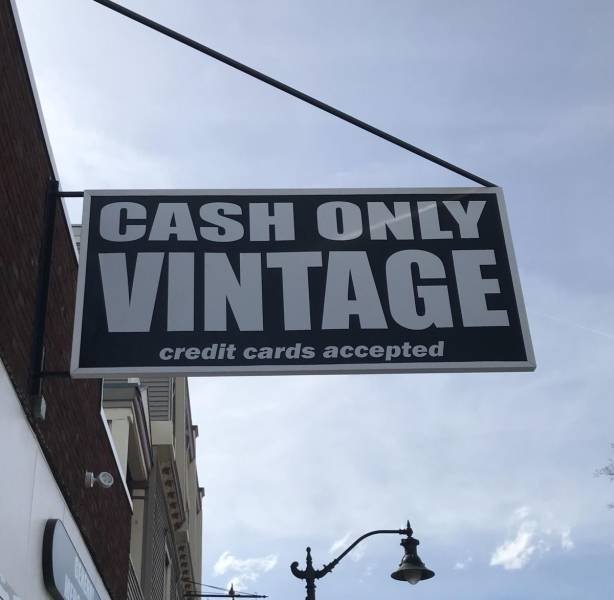 CASH ONLY
VINTAGE
credit cards accepted